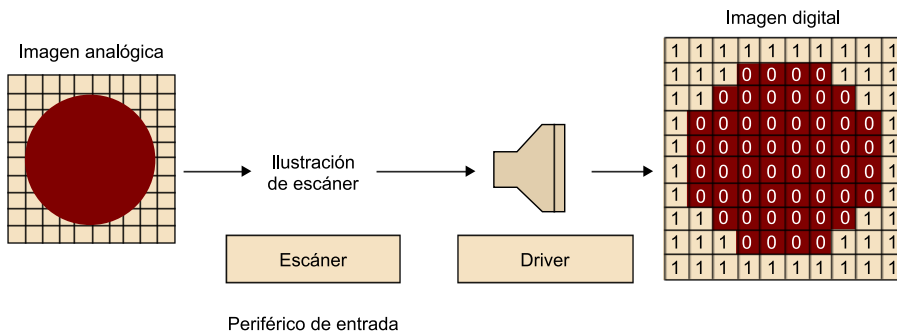 Imagen digital
Imagen analógica
1 1 1 1 1 1 1 1 1 1
1 1 1 0 0 0 0 1 1 1
1 1 0 0 0 0 0 0 1 1
1 0 0 0 0 0 0 0 0 1
1 0 0 0 0 0 0 0 0 1
1 0 0 0 0 0 0 0 0 1
1 0 0 0 0 0 0 0 0 1
1 1 0 0 0 0 0 0 1 1
1 1 1 0 0 0 0 1 1 1
1 1 1 1 1 1 1 1 1 1
Ilustración
de escáner
Escáner
Driver
Periférico de entrada